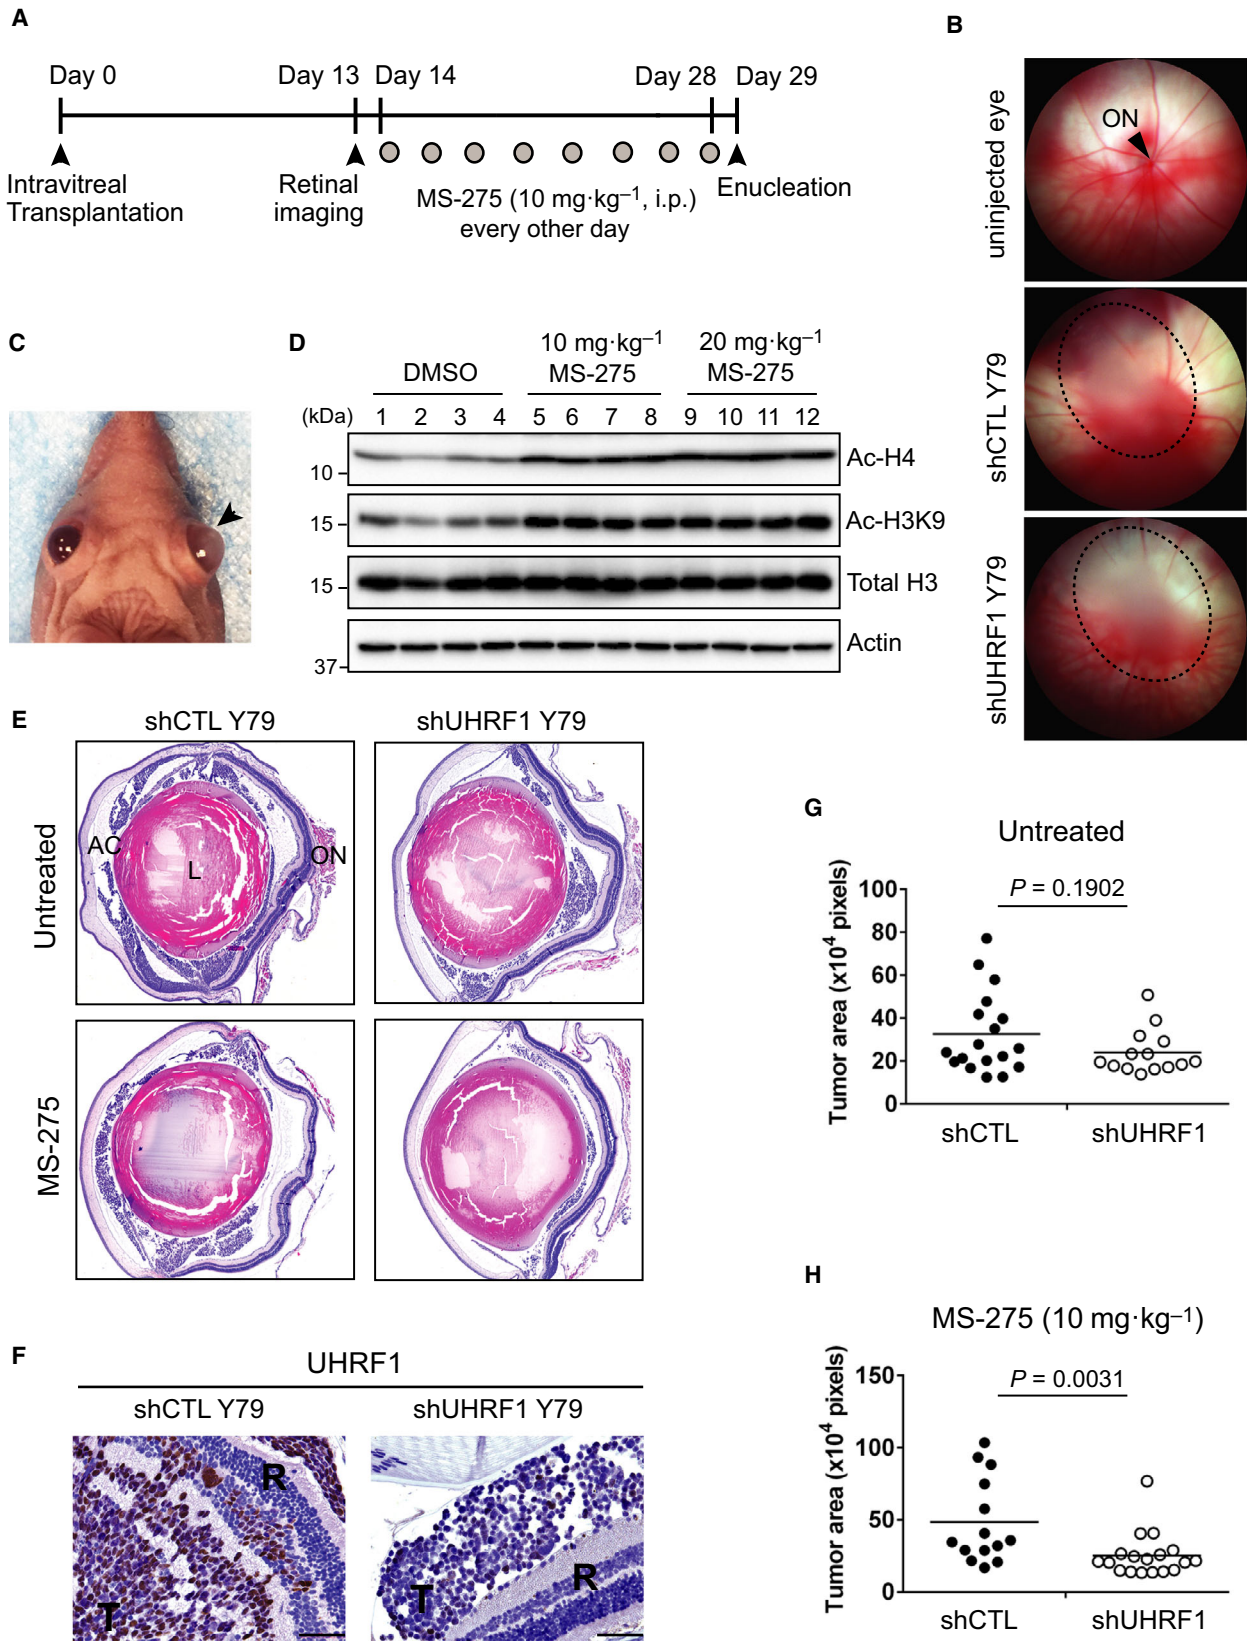 A
Day 0
Day 13
Day 14
Day 28
Day 29
Intravitreal
Transplantation
Retinal
imaging
MS-275 (10 mg·kg–1, i.p.)
every other day
Enucleation
B
uninjected eye
ON
shCTL Y79
shUHRF1 Y79
C
D
DMSO
10 mg·kg–1
MS-275
20 mg·kg–1
MS-275
(kDa)
1 2 3 4 5 6 7 8 9 10 11 12
10
Ac-H4
15
Ac-H3K9
15
Total H3
37
Actin
E
shCTL Y79
shUHRF1 Y79
Untreated
AC
L
ON
MS-275
F
UHRF1
shCTL Y79
shUHRF1 Y79
R
T
R
T
G
Untreated
P = 0.1902
Tumor area (x10^4 pixels)
100
80
60
40
20
0
shCTL
shUHRF1
H
MS-275 (10 mg·kg–1)
P = 0.0031
Tumor area (x10^4 pixels)
150
100
50
0
shCTL
shUHRF1